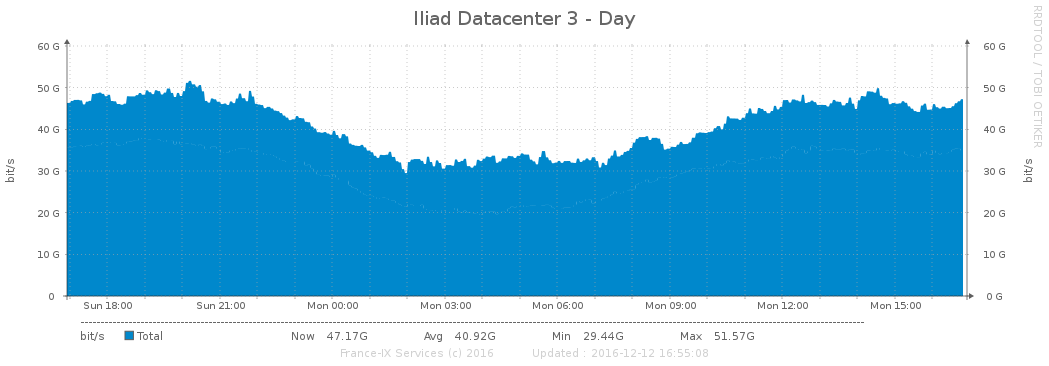 Iliad Datacenter 3 - Day
RRDTOOL / TOBI OETIKER
60 G 60 G
50 G 50 G
40 G 40 G
30 G 30 G
20 G 20 G
10 G 10 G
0 0 G
bit/s bit/s
Sun 18:00 Sun 21:00 Mon 00:00 Mon 03:00 Mon 06:00 Mon 09:00 Mon 12:00 Mon 15:00
bit/s Total Now 47.17G Avg 40.92G Min 29.44G Max 51.57G
France-IX Services (c) 2016 Updated : 2016-12-12 16:55:08